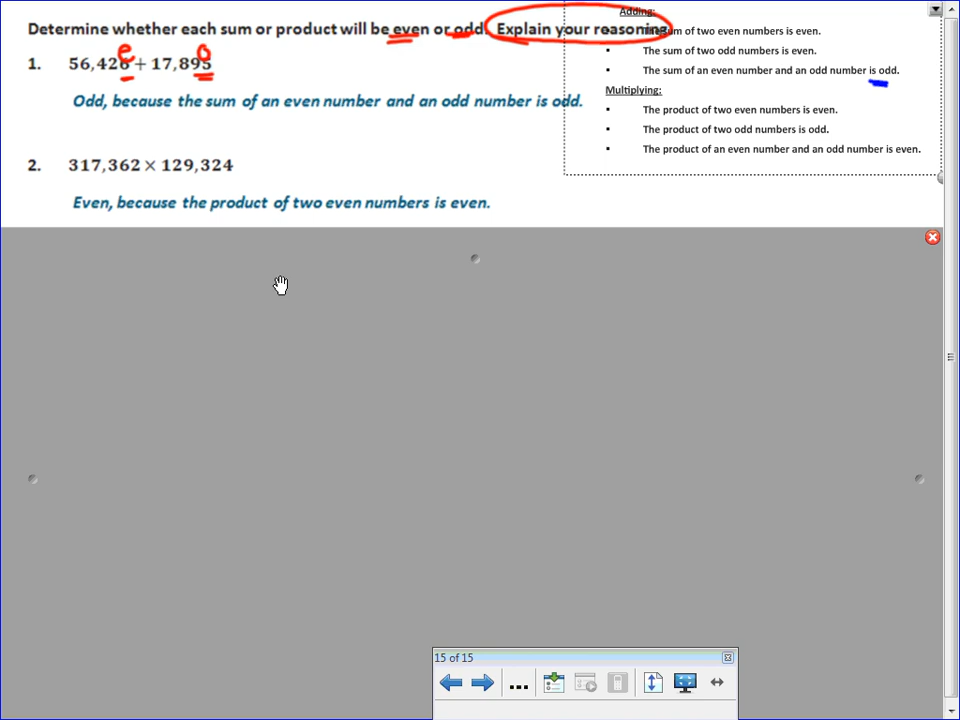 Determine whether each sum or product will be even or odd. Explain your reasoning.
1. 56,426 + 17,895
e o
Odd, because the sum of an even number and an odd number is odd.
2. 317,362 × 129,324
Even, because the product of two even numbers is even.
Adding:
▪ sum of two even numbers is even.
▪ The sum of two odd numbers is even.
▪ The sum of an even number and an odd number is odd.
Multiplying:
▪ The product of two even numbers is even.
▪ The product of two odd numbers is odd.
▪ The product of an even number and an odd number is even.
15 of 15